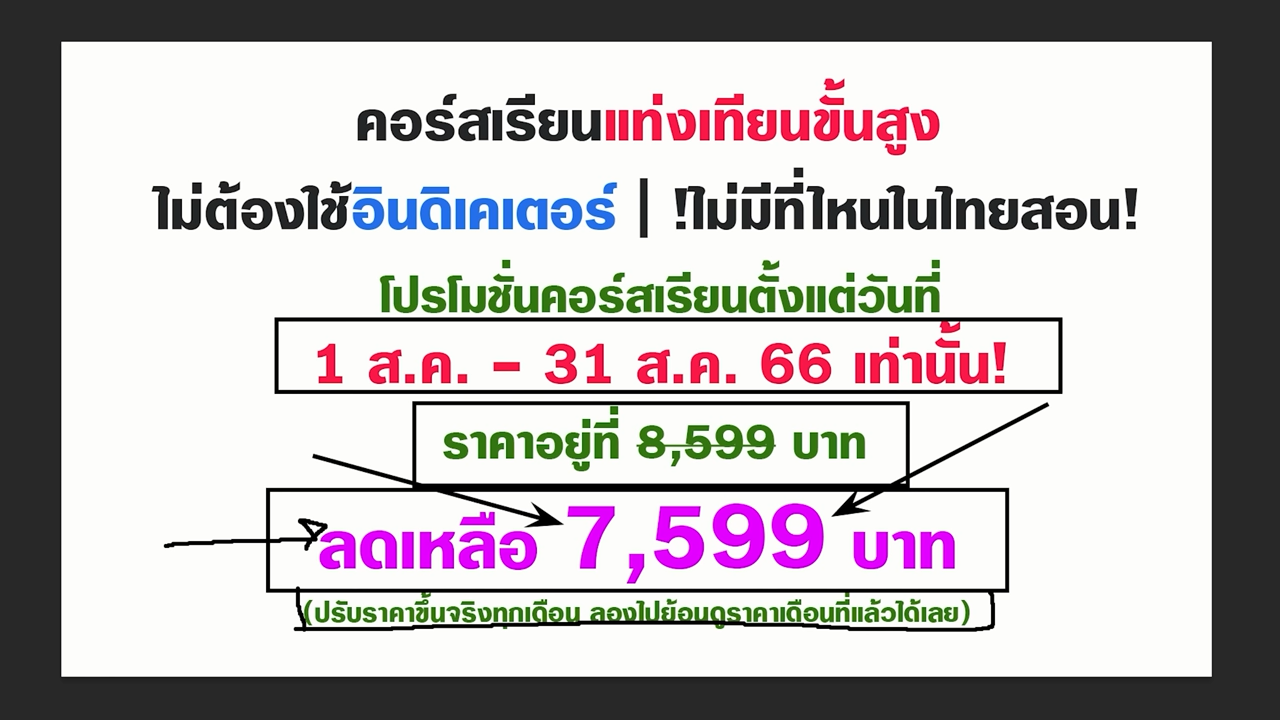 คอร์สเรียนแท่งเทียนขั้นสูง
ไม่ต้องใช้อินดิเคเตอร์ | !ไม่มีที่ไหนในไทยสอน!
โปรโมชั่นคอร์สเรียนตั้งแต่วันที่
1 ส.ค. - 31 ส.ค. 66 เท่านั้น!
ราคาอยู่ที่ 8,599 บาท
ลดเหลือ 7,599 บาท
(ปรับราคาขึ้นจริงทุกเดือน ลองไปย้อนดูราคาเดือนที่แล้วได้เลย)